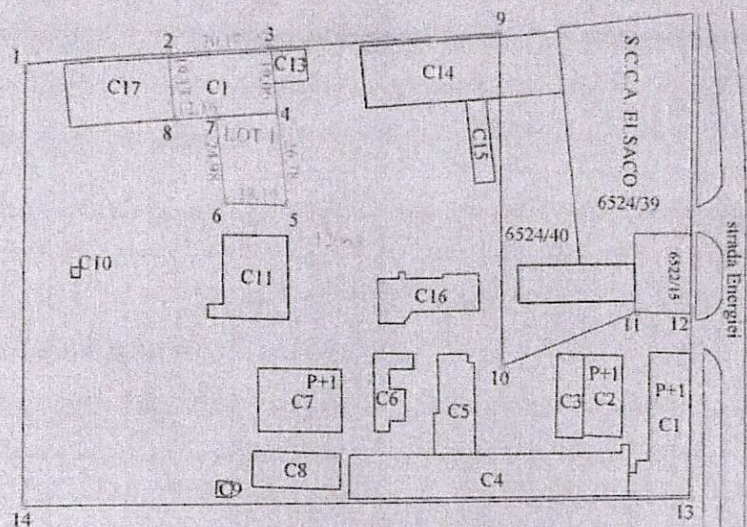 9
3
2
1
C13
C17
C1
C14
S.C.C.A ELSACO
4
7
8
LOT 1
C15
6524/39
6
5
6524/40
strada Energiei
C10
C11
6522/15
C16
11
12
10
P+1
C7
C6
C5
C3
P+1
C2
P+1
C1
C8
C9
C4
14
13